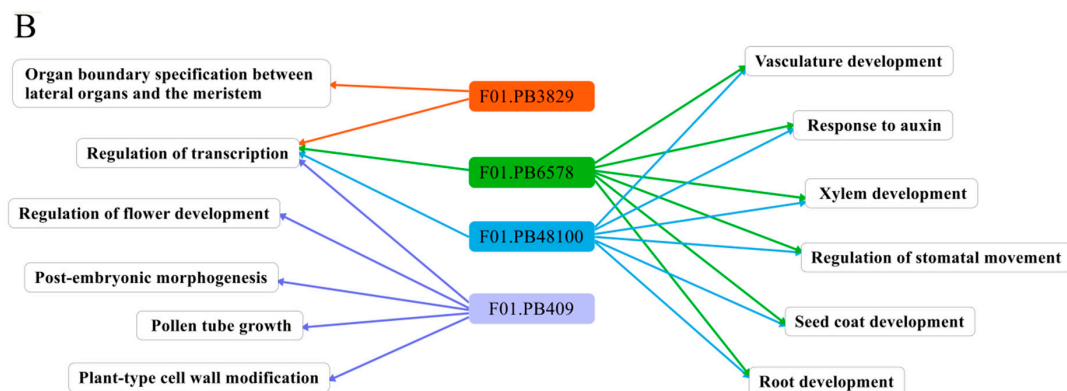 B
Organ boundary specification between
lateral organs and the meristem
Regulation of transcription
Regulation of flower development
Post-embryonic morphogenesis
Pollen tube growth
Plant-type cell wall modification
F01.PB3829
F01.PB6578
F01.PB48100
F01.PB409
Vasculature development
Response to auxin
Xylem development
Regulation of stomatal movement
Seed coat development
Root development